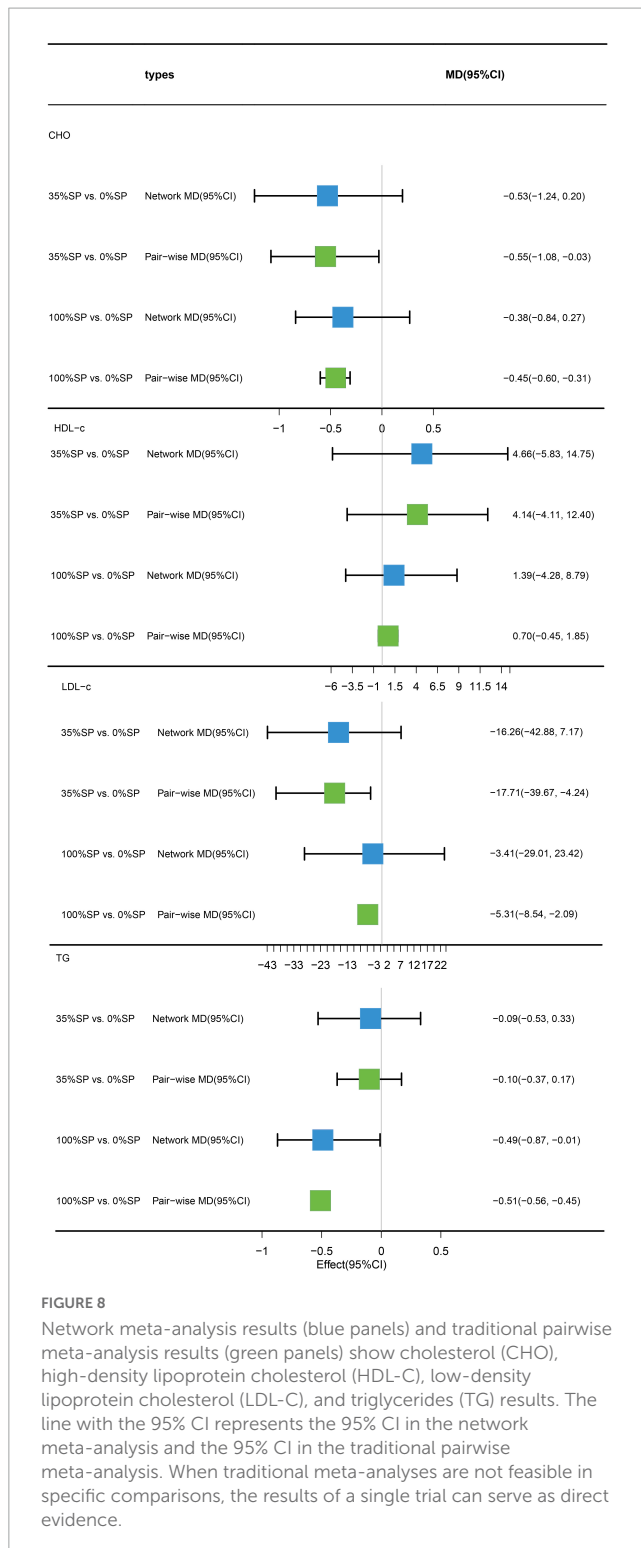 types MD(95%CI)
CHO
35%SP vs. 0%SP Network MD(95%CI) −0.53(−1.24, 0.20)
35%SP vs. 0%SP Pair−wise MD(95%CI) −0.55(−1.08, −0.03)
100%SP vs. 0%SP Network MD(95%CI) −0.38(−0.84, 0.27)
100%SP vs. 0%SP Pair−wise MD(95%CI) −0.45(−0.60, −0.31)
−1 −0.5 0 0.5
HDL−c
35%SP vs. 0%SP Network MD(95%CI) 4.66(−5.83, 14.75)
35%SP vs. 0%SP Pair−wise MD(95%CI) 4.14(−4.11, 12.40)
100%SP vs. 0%SP Network MD(95%CI) 1.39(−4.28, 8.79)
100%SP vs. 0%SP Pair−wise MD(95%CI) 0.70(−0.45, 1.85)
−6 −3.5 −1 1.5 4 6.5 9 11.5 14
LDL−c
35%SP vs. 0%SP Network MD(95%CI) −16.26(−42.88, 7.17)
35%SP vs. 0%SP Pair−wise MD(95%CI) −17.71(−39.67, −4.24)
100%SP vs. 0%SP Network MD(95%CI) −3.41(−29.01, 23.42)
100%SP vs. 0%SP Pair−wise MD(95%CI) −5.31(−8.54, −2.09)
−43 −33 −23 −13 −3 2 7 12 17 22
TG
35%SP vs. 0%SP Network MD(95%CI) −0.09(−0.53, 0.33)
35%SP vs. 0%SP Pair−wise MD(95%CI) −0.10(−0.37, 0.17)
100%SP vs. 0%SP Network MD(95%CI) −0.49(−0.87, −0.01)
100%SP vs. 0%SP Pair−wise MD(95%CI) −0.51(−0.56, −0.45)
−1 −0.5 0 0.5
Effect(95%CI)
FIGURE 8
Network meta-analysis results (blue panels) and traditional pairwise
meta-analysis results (green panels) show cholesterol (CHO),
high-density lipoprotein cholesterol (HDL-C), low-density
lipoprotein cholesterol (LDL-C), and triglycerides (TG) results. The
line with the 95% CI represents the 95% CI in the network
meta-analysis and the 95% CI in the traditional pairwise
meta-analysis. When traditional meta-analyses are not feasible in
specific comparisons, the results of a single trial can serve as direct
evidence.